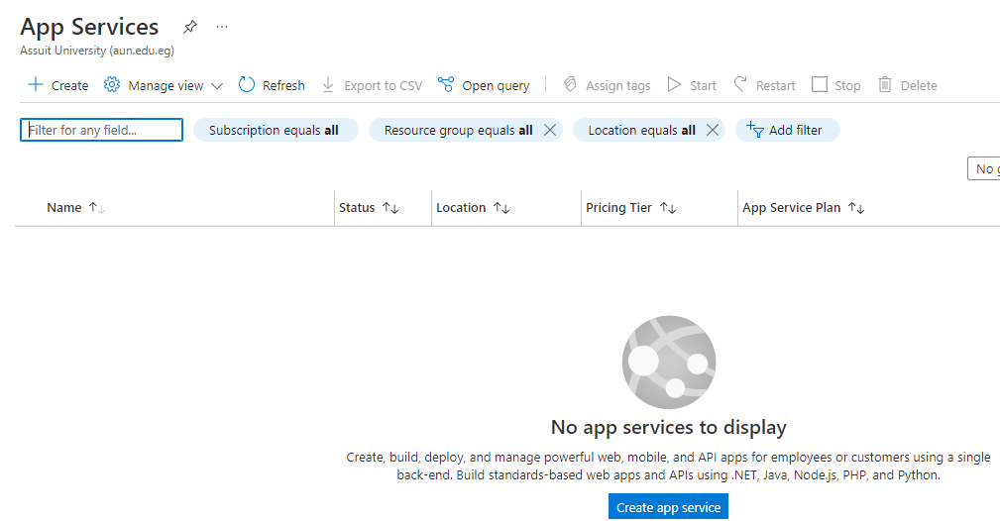 App Services
Assuit University (aun.edu.eg)
Create Manage view Refresh Export to CSV Open query Assign tags Start Restart Stop Delete
Filter for any field... Subscription equals all Resource group equals all Location equals all Add filter
No
Name Status Location Pricing Tier App Service Plan
No app services to display
Create, build, deploy, and manage powerful web, mobile, and API apps for employees or customers using a single
back-end. Build standards-based web apps and APIs using .NET, Java, Node.js, PHP, and Python.
Create app service